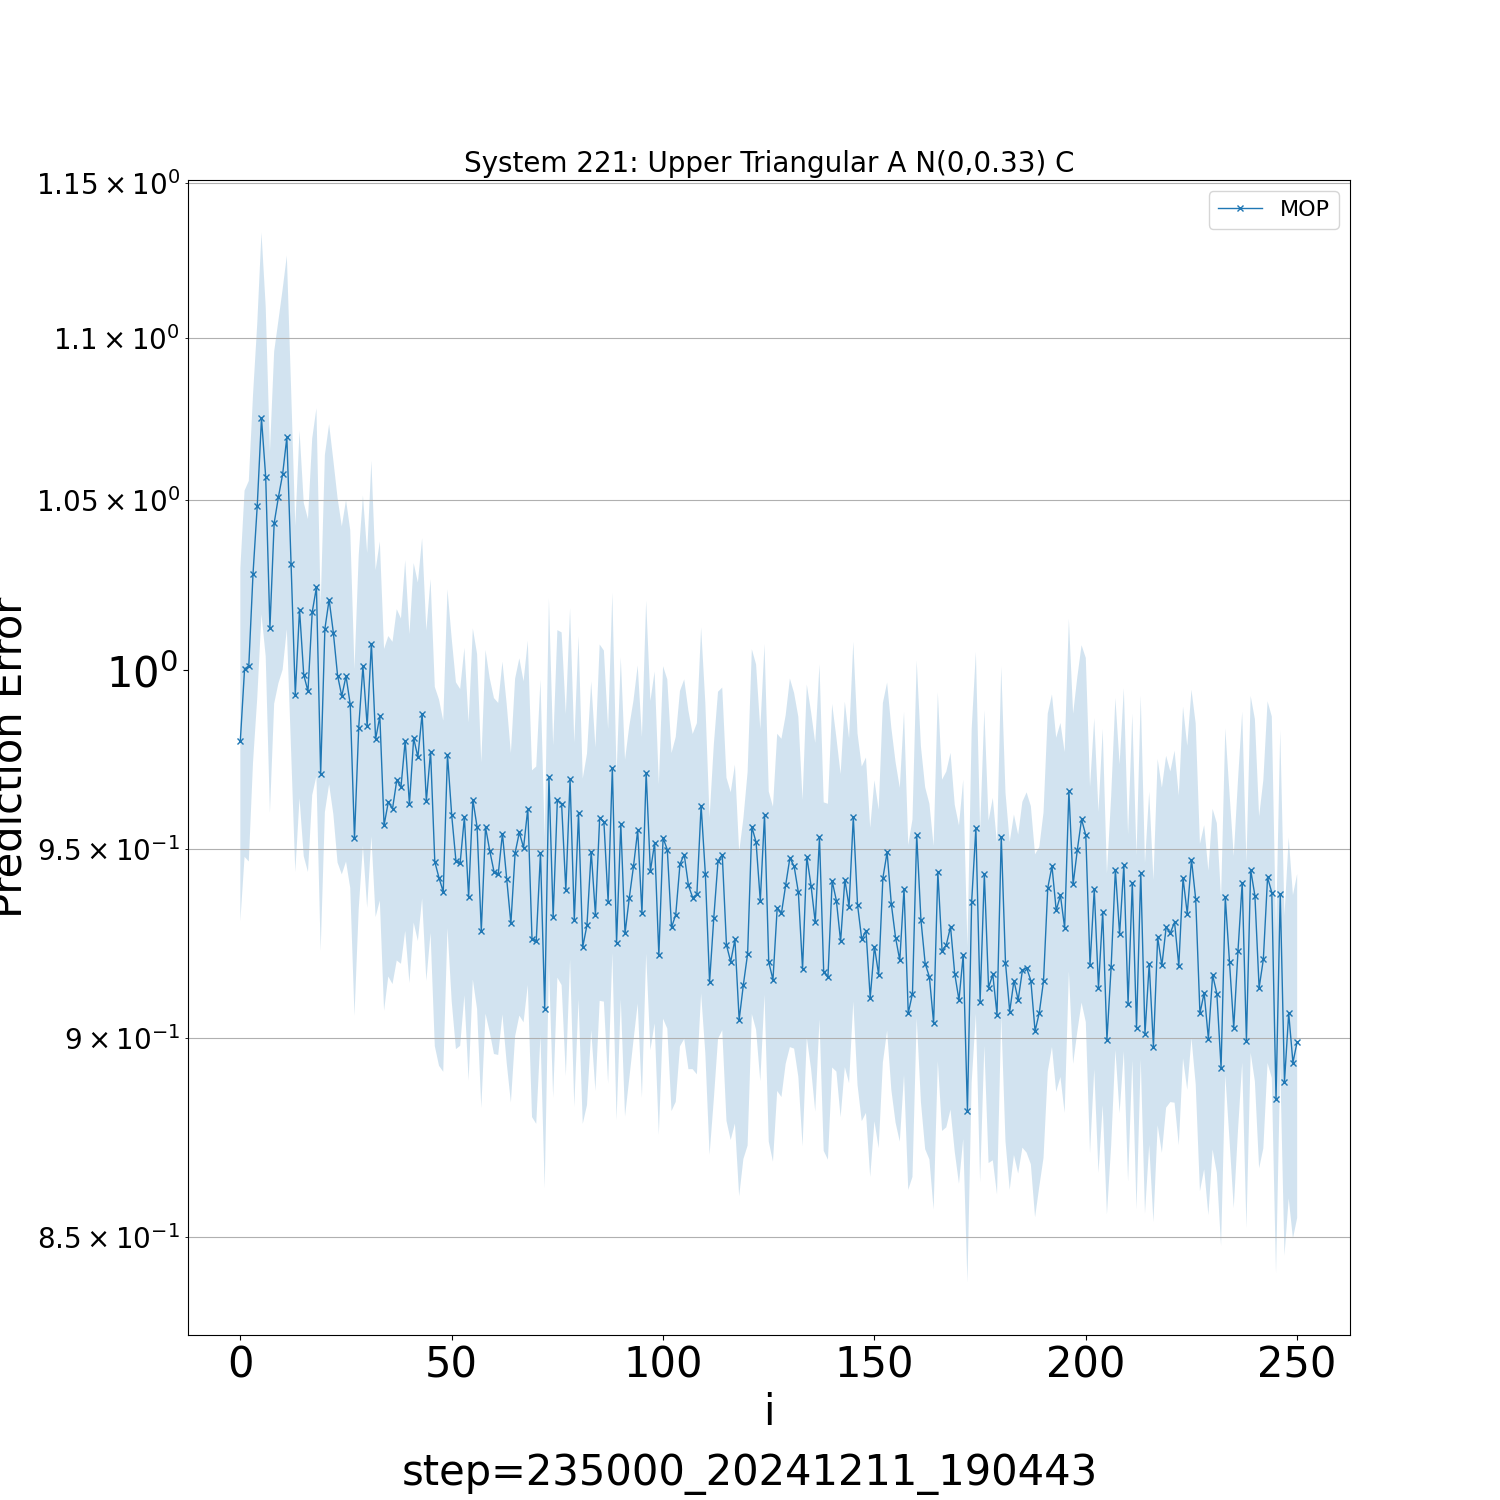 System 221: Upper Triangular A N(0,0.33) C
1.15 × 10⁰
MOP
1.1 × 10⁰
1.05 × 10⁰
10⁰
9.5 × 10⁻¹
9 × 10⁻¹
8.5 × 10⁻¹
Prediction Error
0 50 100 150 200 250
i
step=235000_20241211_190443